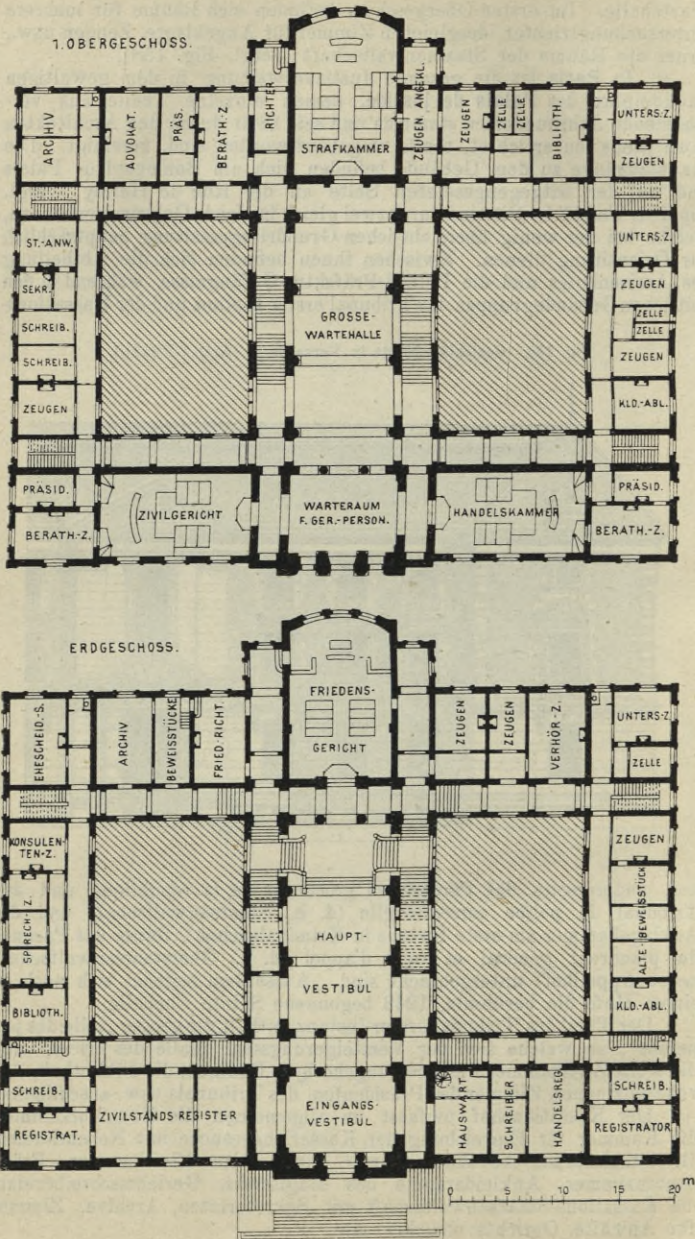 1. OBERGESCHOSS.
ARCHIV
ADVOKAT.
PRÄS.
BERATH.-Z.
RICHTER
STRAFKAMMER
ZEUGEN ANGEKL.
ZEUGEN
ZELLE
ZELLE
BIBLIOTH.
UNTERS.-Z.
ZEUGEN
ST.-ANW.
SEKR.
SCHREIB.
SCHREIB.
ZEUGEN
GROSSE-
WARTEHALLE
UNTERS.-Z.
ZEUGEN
ZELLE
ZELLE
ZEUGEN
KLD.-ABL.
PRÄSID.
BERATH.-Z.
ZIVILGERICHT
WARTERAUM
F. GER.-PERSON.
HANDELSKAMMER
PRÄSID.
BERATH.-Z.
ERDGESCHOSS.
EHESCHEID.-S.
ARCHIV
BEWEISSTÜCKE
FRIED.RICHT.
FRIEDENS-
GERICHT
ZEUGEN
ZEUGEN
VERHÖR-Z.
UNTERS-Z.
ZELLE
KONSULEN-
TEN-Z.
SPRECH-Z.
BIBLIOTH.
HAUPT-
VESTIBÜL
ZEUGEN
ALTE BEWEISSTÜCKE
KLD.-ABL.
SCHREIB.
REGISTRAT.
ZIVILSTANDS REGISTER
EINGANGS-
VESTIBÜL
HAUSWART.
SCHREIBER
HANDELSREG.
SCHREIB.
REGISTRATOR
0 5 10 15 20 m